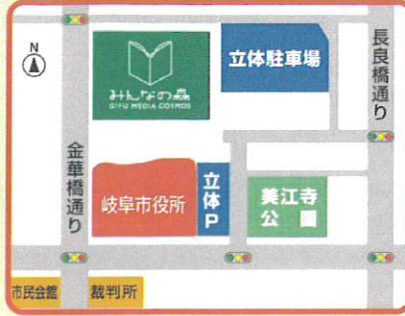 N
みんなの森
GIFU MEDIA COSMOS
立体駐車場
長良橋通り
金華橋通り
岐阜市役所
立体P
美江寺
公園
市民会館
裁判所